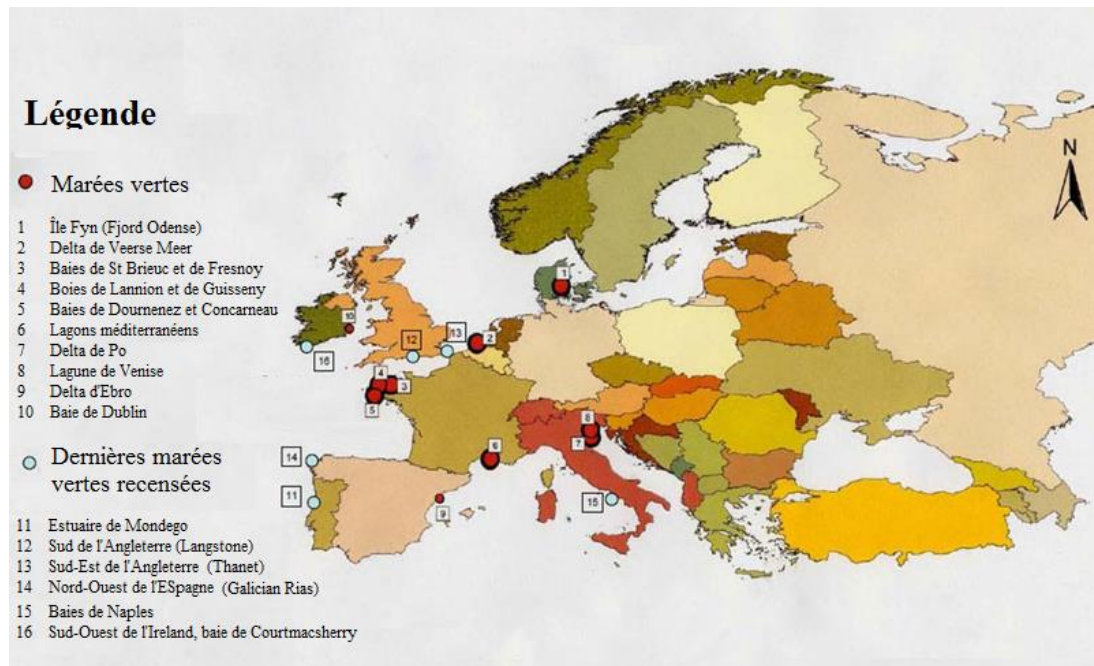 Légende
Marées vertes
1 Île Fyn (Fjord Odense)
2 Delta de Veerse Meer
3 Baies de St Brieuc et de Fresnoy
4 Boies de Lannion et de Guisseny
5 Baies de Dournenez et Concarneau
6 Lagons méditerranéens
7 Delta de Po
8 Lagune de Venise
9 Delta d'Ebro
10 Baie de Dublin
Dernières marées
vertes recensées
11 Estuaire de Mondego
12 Sud de l'Angleterre (Langstone)
13 Sud-Est de l'Angleterre (Thanet)
14 Nord-Ouest de l'ESpagne (Galician Rias)
15 Baies de Naples
16 Sud-Ouest de l'Ireland, baie de Courtmacsherry
N
1
10
13
12
2
16
4
3
5
8
6
7
14
11
9
15